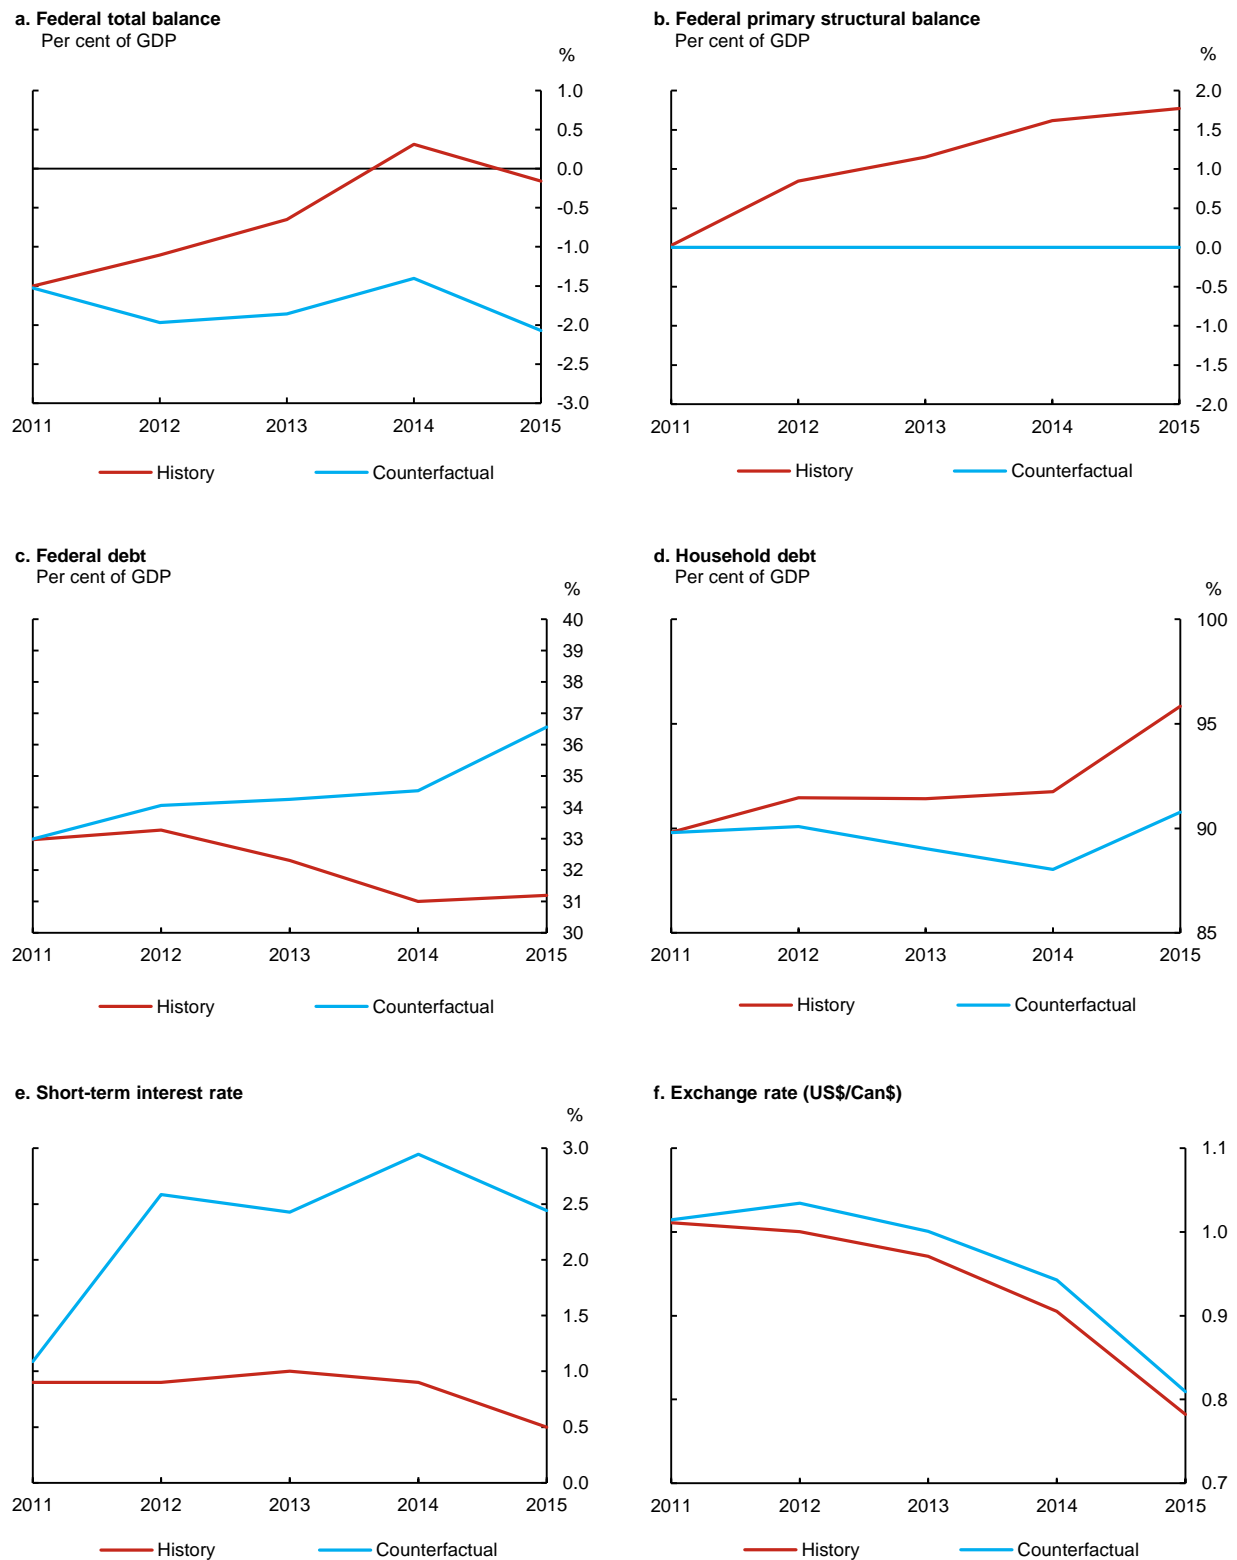 a. Federal total balance
Per cent of GDP
%
1.0
0.5
0.0
-0.5
-1.0
-1.5
-2.0
-2.5
-3.0
2011 2012 2013 2014 2015
History Counterfactual
b. Federal primary structural balance
Per cent of GDP
%
2.0
1.5
1.0
0.5
0.0
-0.5
-1.0
-1.5
-2.0
2011 2012 2013 2014 2015
History Counterfactual
c. Federal debt
Per cent of GDP
%
40
39
38
37
36
35
34
33
32
31
30
2011 2012 2013 2014 2015
History Counterfactual
d. Household debt
Per cent of GDP
%
100
95
90
85
2011 2012 2013 2014 2015
History Counterfactual
e. Short-term interest rate
%
3.0
2.5
2.0
1.5
1.0
0.5
0.0
2011 2012 2013 2014 2015
History Counterfactual
f. Exchange rate (US$/Can$)
1.1
1.0
0.9
0.8
0.7
2011 2012 2013 2014 2015
History Counterfactual